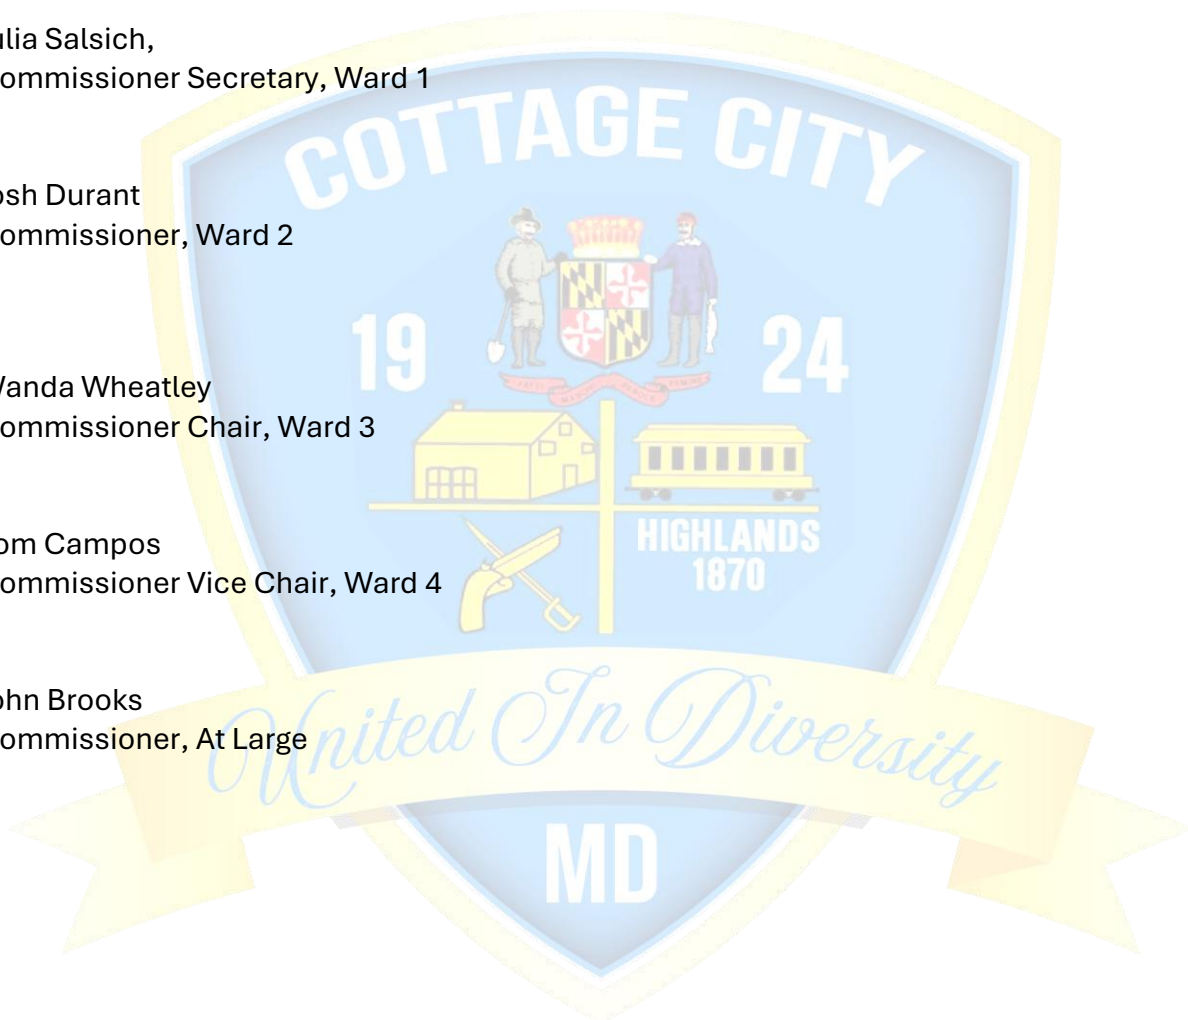 ulia Salsich,
ommissioner Secretary, Ward 1
osh Durant
ommissioner, Ward 2
anda Wheatley
ommissioner Chair, Ward 3
om Campos
ommissioner Vice Chair, Ward 4
ohn Brooks
ommissioner, At Large
COTTAGE CITY
19 24
HIGHLANDS
1870
United In Diversity
MD